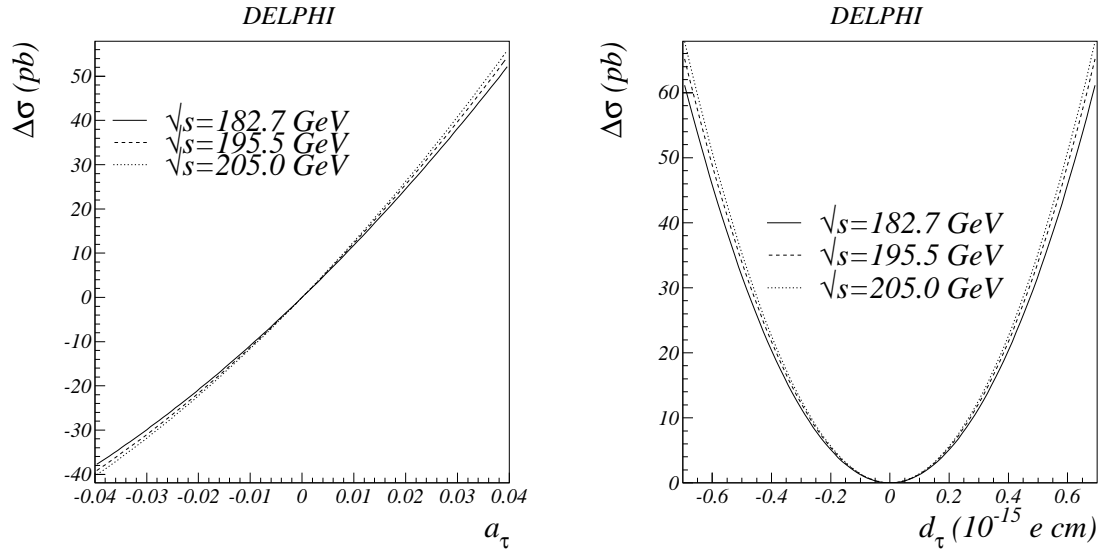 DELPHI
Δσ (pb)
50
40
30
20
10
0
-10
-20
-30
-40
√s=182.7 GeV
√s=195.5 GeV
√s=205.0 GeV
-0.04 -0.03 -0.02 -0.01 0 0.01 0.02 0.03 0.04
a_τ
DELPHI
Δσ (pb)
60
50
40
30
20
10
0
√s=182.7 GeV
√s=195.5 GeV
√s=205.0 GeV
-0.6 -0.4 -0.2 0 0.2 0.4 0.6
d_τ (10^-15 e cm)